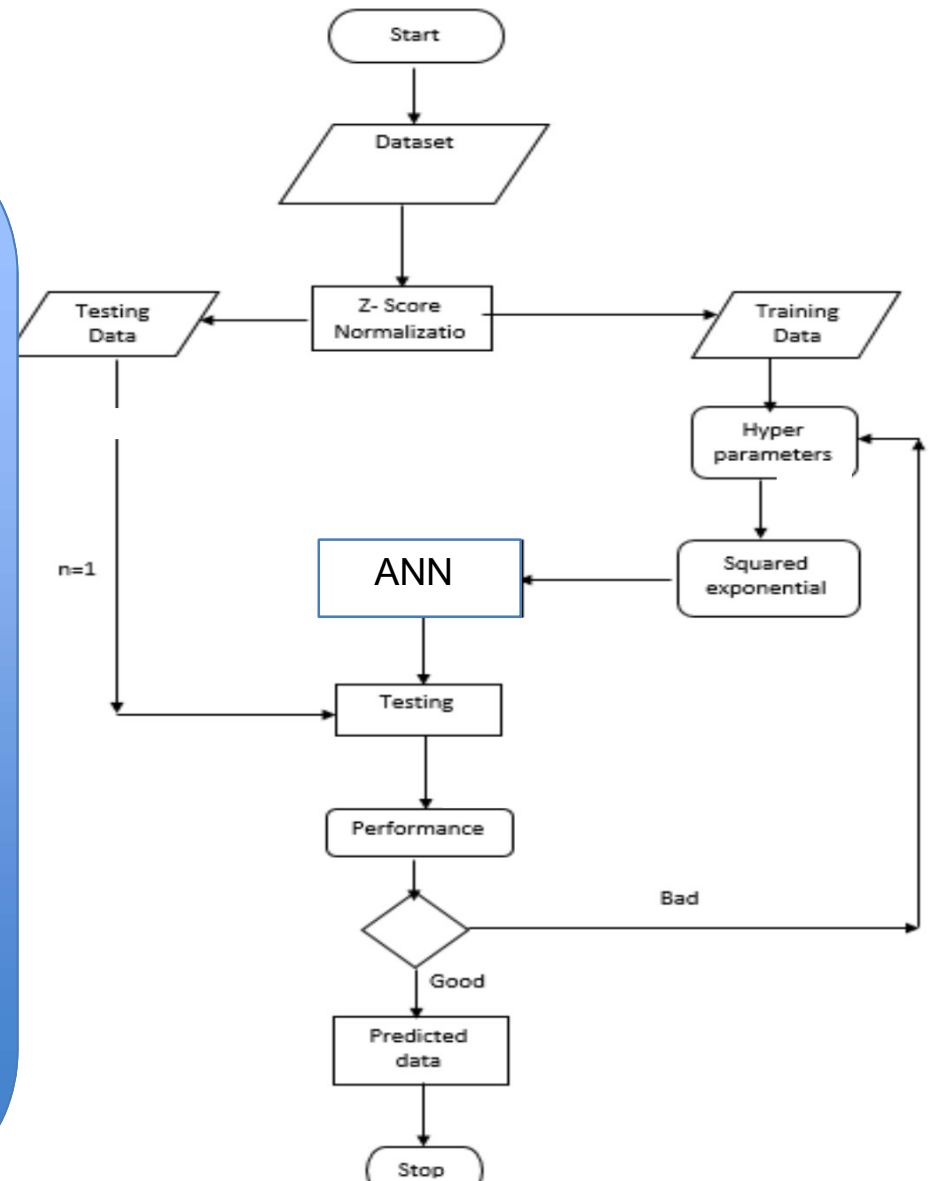 Start
Dataset
Z- Score
Normalizatio
Testing
Data
Training
Data
Hyper
parameters
Squared
exponential
ANN
n=1
Testing
Performance
Bad
Good
Predicted
data
Stop